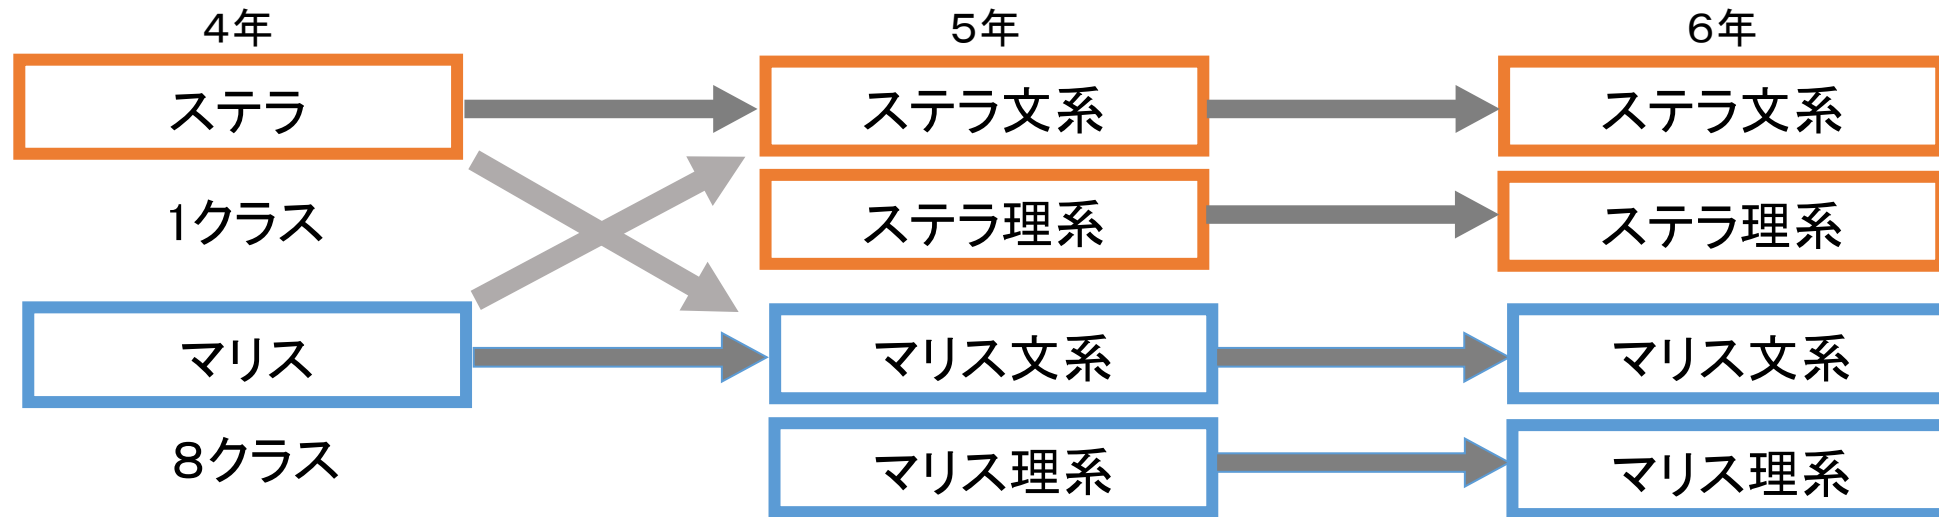 ４年
５年
６年
ステラ
ステラ文系
ステラ文系
1クラス
ステラ理系
ステラ理系
マリス
マリス文系
マリス文系
８クラス
マリス理系
マリス理系